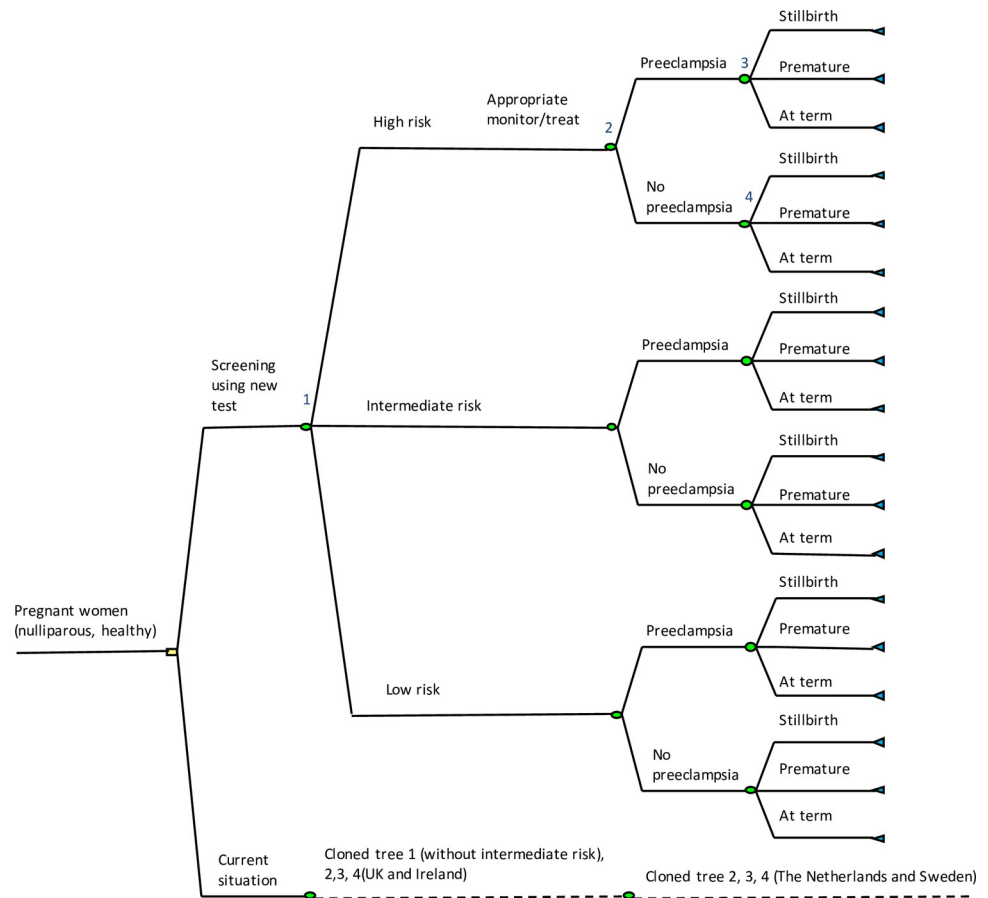 Stillbirth
Preeclampsia
3
Premature
Appropriate
monitor/treat
At term
High risk
2
Stillbirth
No
preeclampsia
4
Premature
At term
Stillbirth
Preeclampsia
Premature
Screening
using new
test
1
Intermediate risk
At term
Stillbirth
No
preeclampsia
Premature
At term
Stillbirth
Pregnant women
(nulliparous, healthy)
Preeclampsia
Premature
Low risk
At term
Stillbirth
No
preeclampsia
Premature
At term
Current
situation
Cloned tree 1 (without intermediate risk),
2,3, 4(UK and Ireland)
Cloned tree 2, 3, 4 (The Netherlands and Sweden)